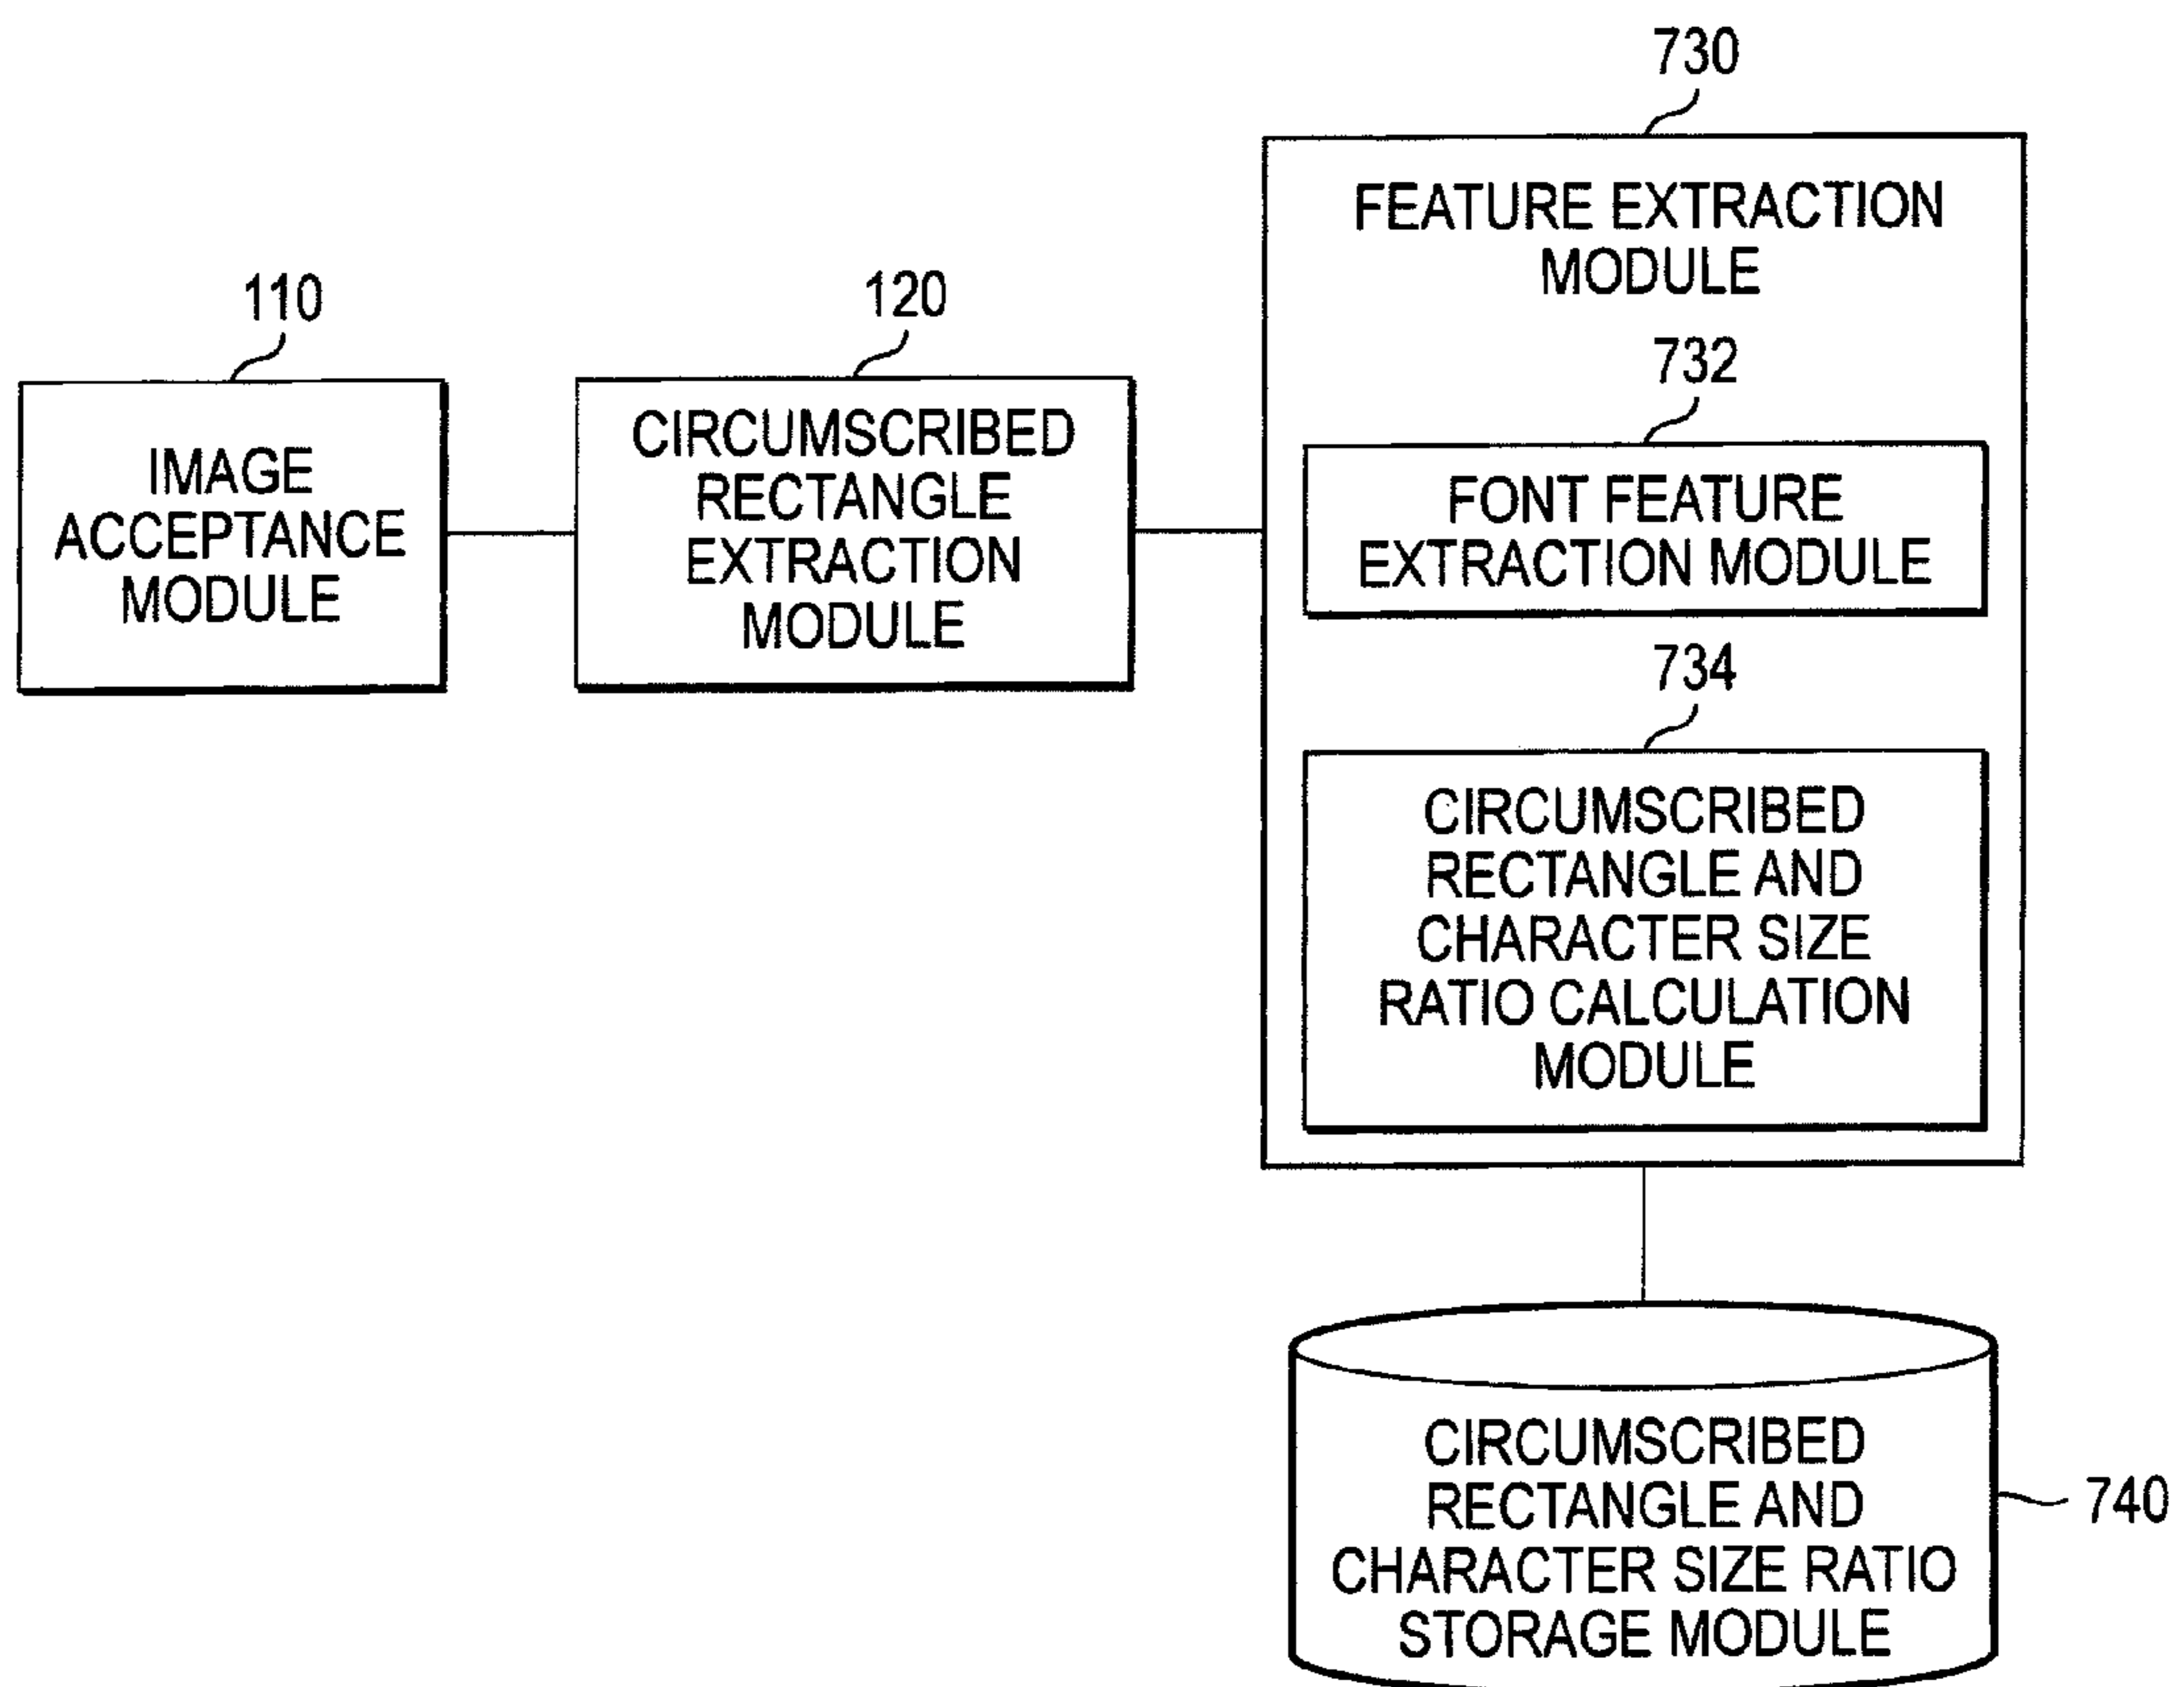 110
IMAGE
ACCEPTANCE
MODULE
120
CIRCUMSCRIBED
RECTANGLE
EXTRACTION
MODULE
730
FEATURE EXTRACTION
MODULE
732
FONT FEATURE
EXTRACTION MODULE
734
CIRCUMSCRIBED
RECTANGLE AND
CHARACTER SIZE
RATIO CALCULATION
MODULE
CIRCUMSCRIBED
RECTANGLE AND
CHARACTER SIZE RATIO
STORAGE MODULE
740